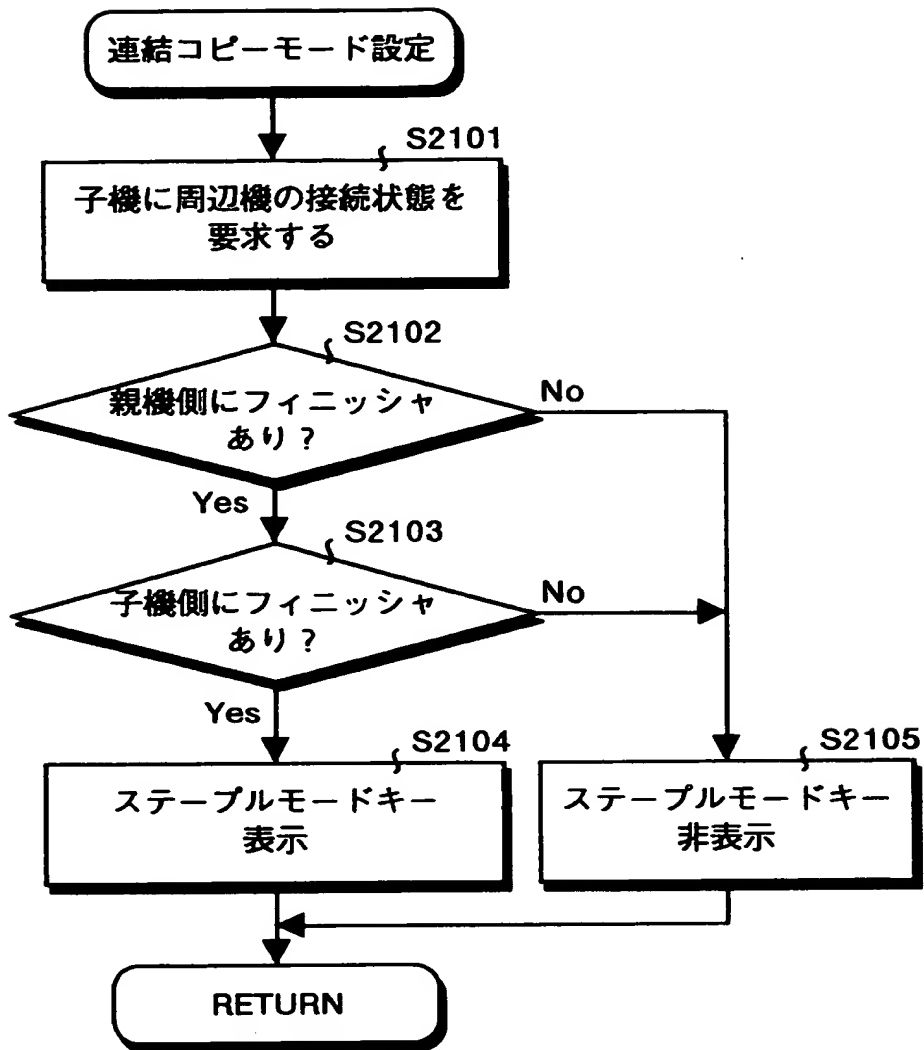 連結コピーモード設定
S2101
子機に周辺機の接続状態を
要求する
S2102
親機側にフィニッシャ
あり？
No
Yes
S2103
子機側にフィニッシャ
あり？
No
Yes
S2104
ステープルモードキー
表示
S2105
ステープルモードキー
非表示
RETURN